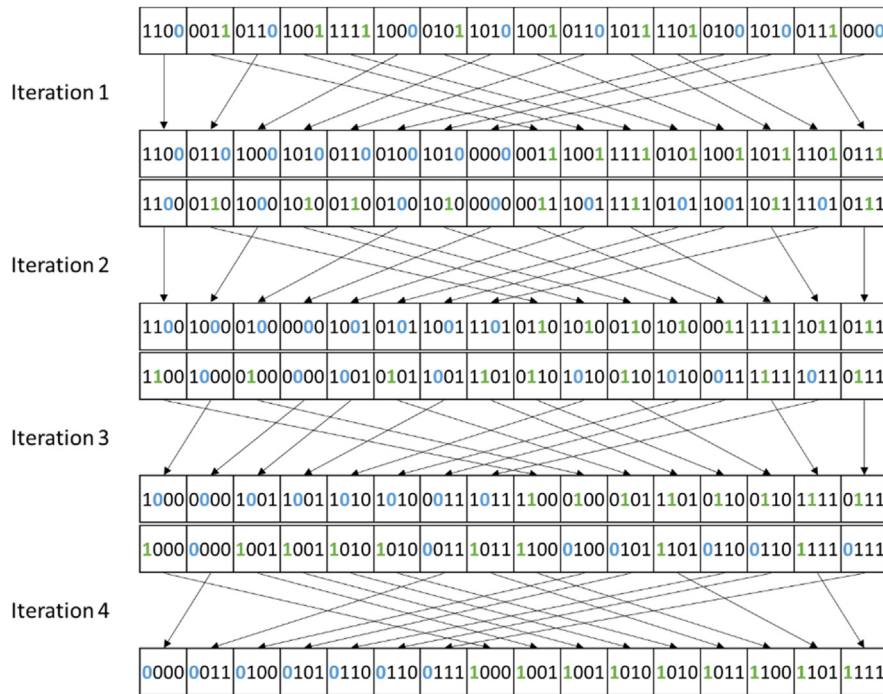 1100 0011 0110 1001 1111 1000 0101 1010 1001 0110 1011 1101 0100 1010 0111 0000
Iteration 1
1100 0110 1000 1010 0110 0100 1010 0000 0011 1001 1111 0101 1001 1011 1101 0111
1100 0110 1000 1010 0110 0100 1010 0000 0011 1001 1111 0101 1001 1011 1101 0111
Iteration 2
1100 1000 0100 0000 1001 0101 1001 1101 0110 1010 0110 1010 0011 1111 1011 0111
1100 1000 0100 0000 1001 0101 1001 1101 0110 1010 0110 1010 0011 1111 1011 0111
Iteration 3
1000 0000 1001 1001 1010 1010 0011 1011 1100 0100 0101 1101 0110 0110 1111 0111
1000 0000 1001 1001 1010 1010 0011 1011 1100 0100 0101 1101 0110 0110 1111 0111
Iteration 4
0000 0011 0100 0101 0110 0110 0111 1000 1001 1001 1010 1010 1011 1100 1101 1111